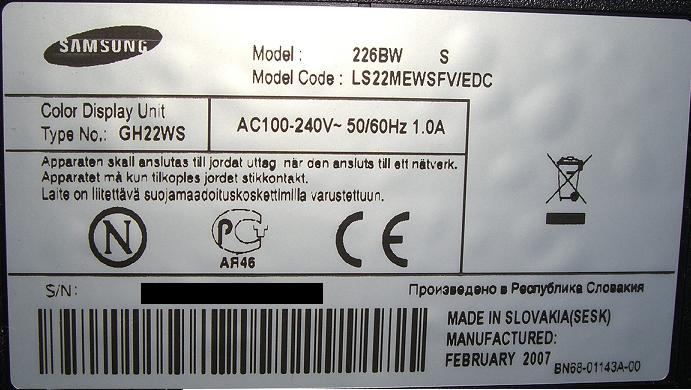 SAMSUNG
Model : 226BW S
Model Code : LS22MEWSFV/EDC
Color Display Unit
Type No.: GH22WS
AC100-240V~ 50/60Hz 1.0A
Apparaten skall anslutas till jordat uttag när den ansluts till ett nätverk.
Apparatet må kun tilkoples jordet stikkontakt.
Laite on liitettävä suojamaadoituskoskettimilla varustettuun.
N
РСТ
АЯ46
CE
S/N:
Произведено в Республика Словакия
MADE IN SLOVAKIA(SESK)
MANUFACTURED:
FEBRUARY 2007
BN68-01143A-00